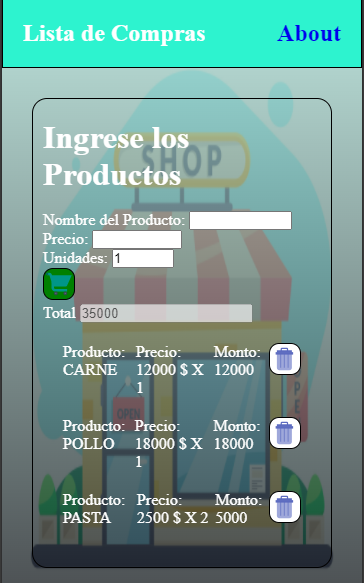 Lista de Compras About
Ingrese los
Productos
SHOP
Nombre del Producto:
Precio:
Unidades: 1
Total 35000
Producto: Precio: Monto:
CARNE 12000 $ X 12000
1
OPEN
Producto: Precio: Monto:
POLLO 18000 $ X 18000
1
Producto: Precio: Monto:
PASTA 2500 $ X 2 5000